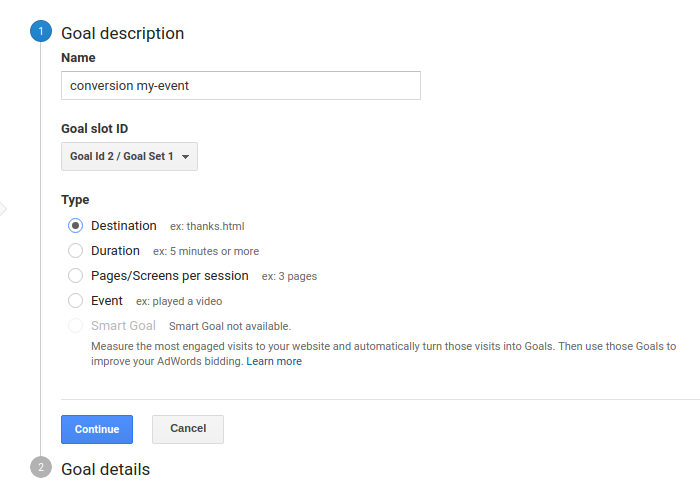 1 Goal description
Name
conversion my-event
Goal slot ID
Goal Id 2 / Goal Set 1
Type
Destination ex: thanks.html
Duration ex: 5 minutes or more
Pages/Screens per session ex: 3 pages
Event ex: played a video
Smart Goal Smart Goal not available.
Measure the most engaged visits to your website and automatically turn those visits into Goals. Then use those Goals to
improve your AdWords bidding. Learn more
Continue Cancel
2 Goal details